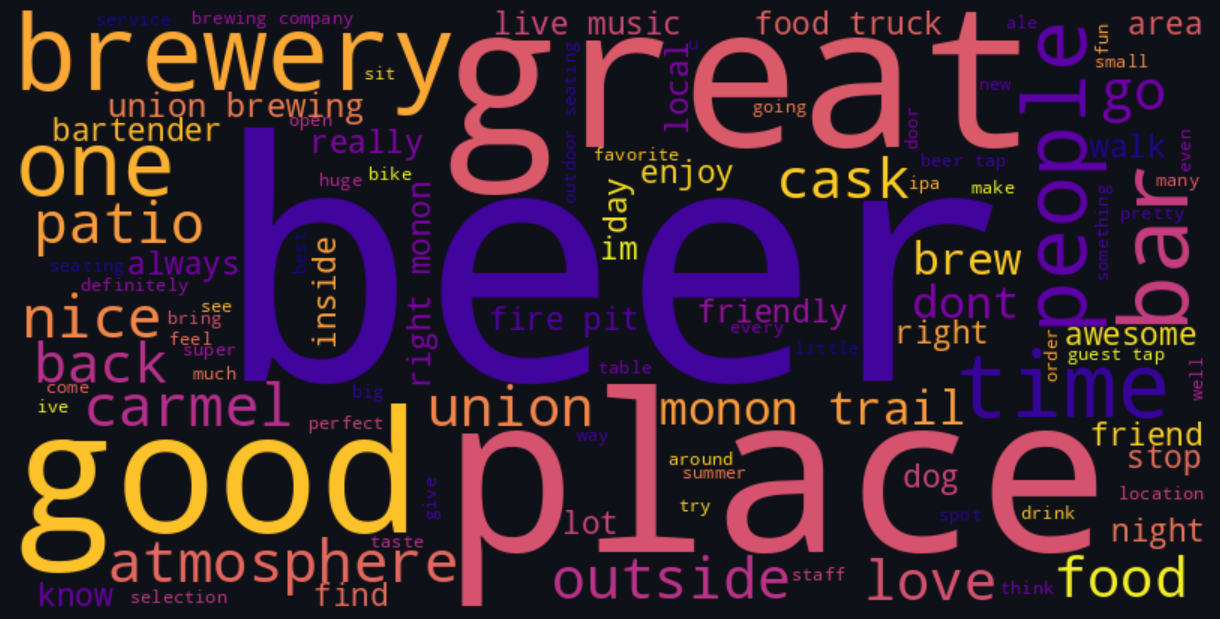 service
brewing company
live music
food truck
ale
area
brewery
great
people
fun
small
sit
outdoor seating
local
c
new
go
union brewing
going
open
door
bartender
really
favorite
beer tap
walk
even
one
huge
bike
enjoy
cask
ipa
make
many
patio
beer
day
im
bar
something
pretty
right monon
seating
always
best
inside
brew
definitely
nice
see
bring
feel
fire pit
friendly
every
dont
right
awesome
back
super
much
little
order
guest tap
table
time
well
come
ive
carmel
big
perfect
union
monon
trail
way
place
good
friend
around
summer
dog
stop
give
try
spot
drink
location
lot
night
taste
atmosphere
outside
staff
love
think
food
know
selection
find